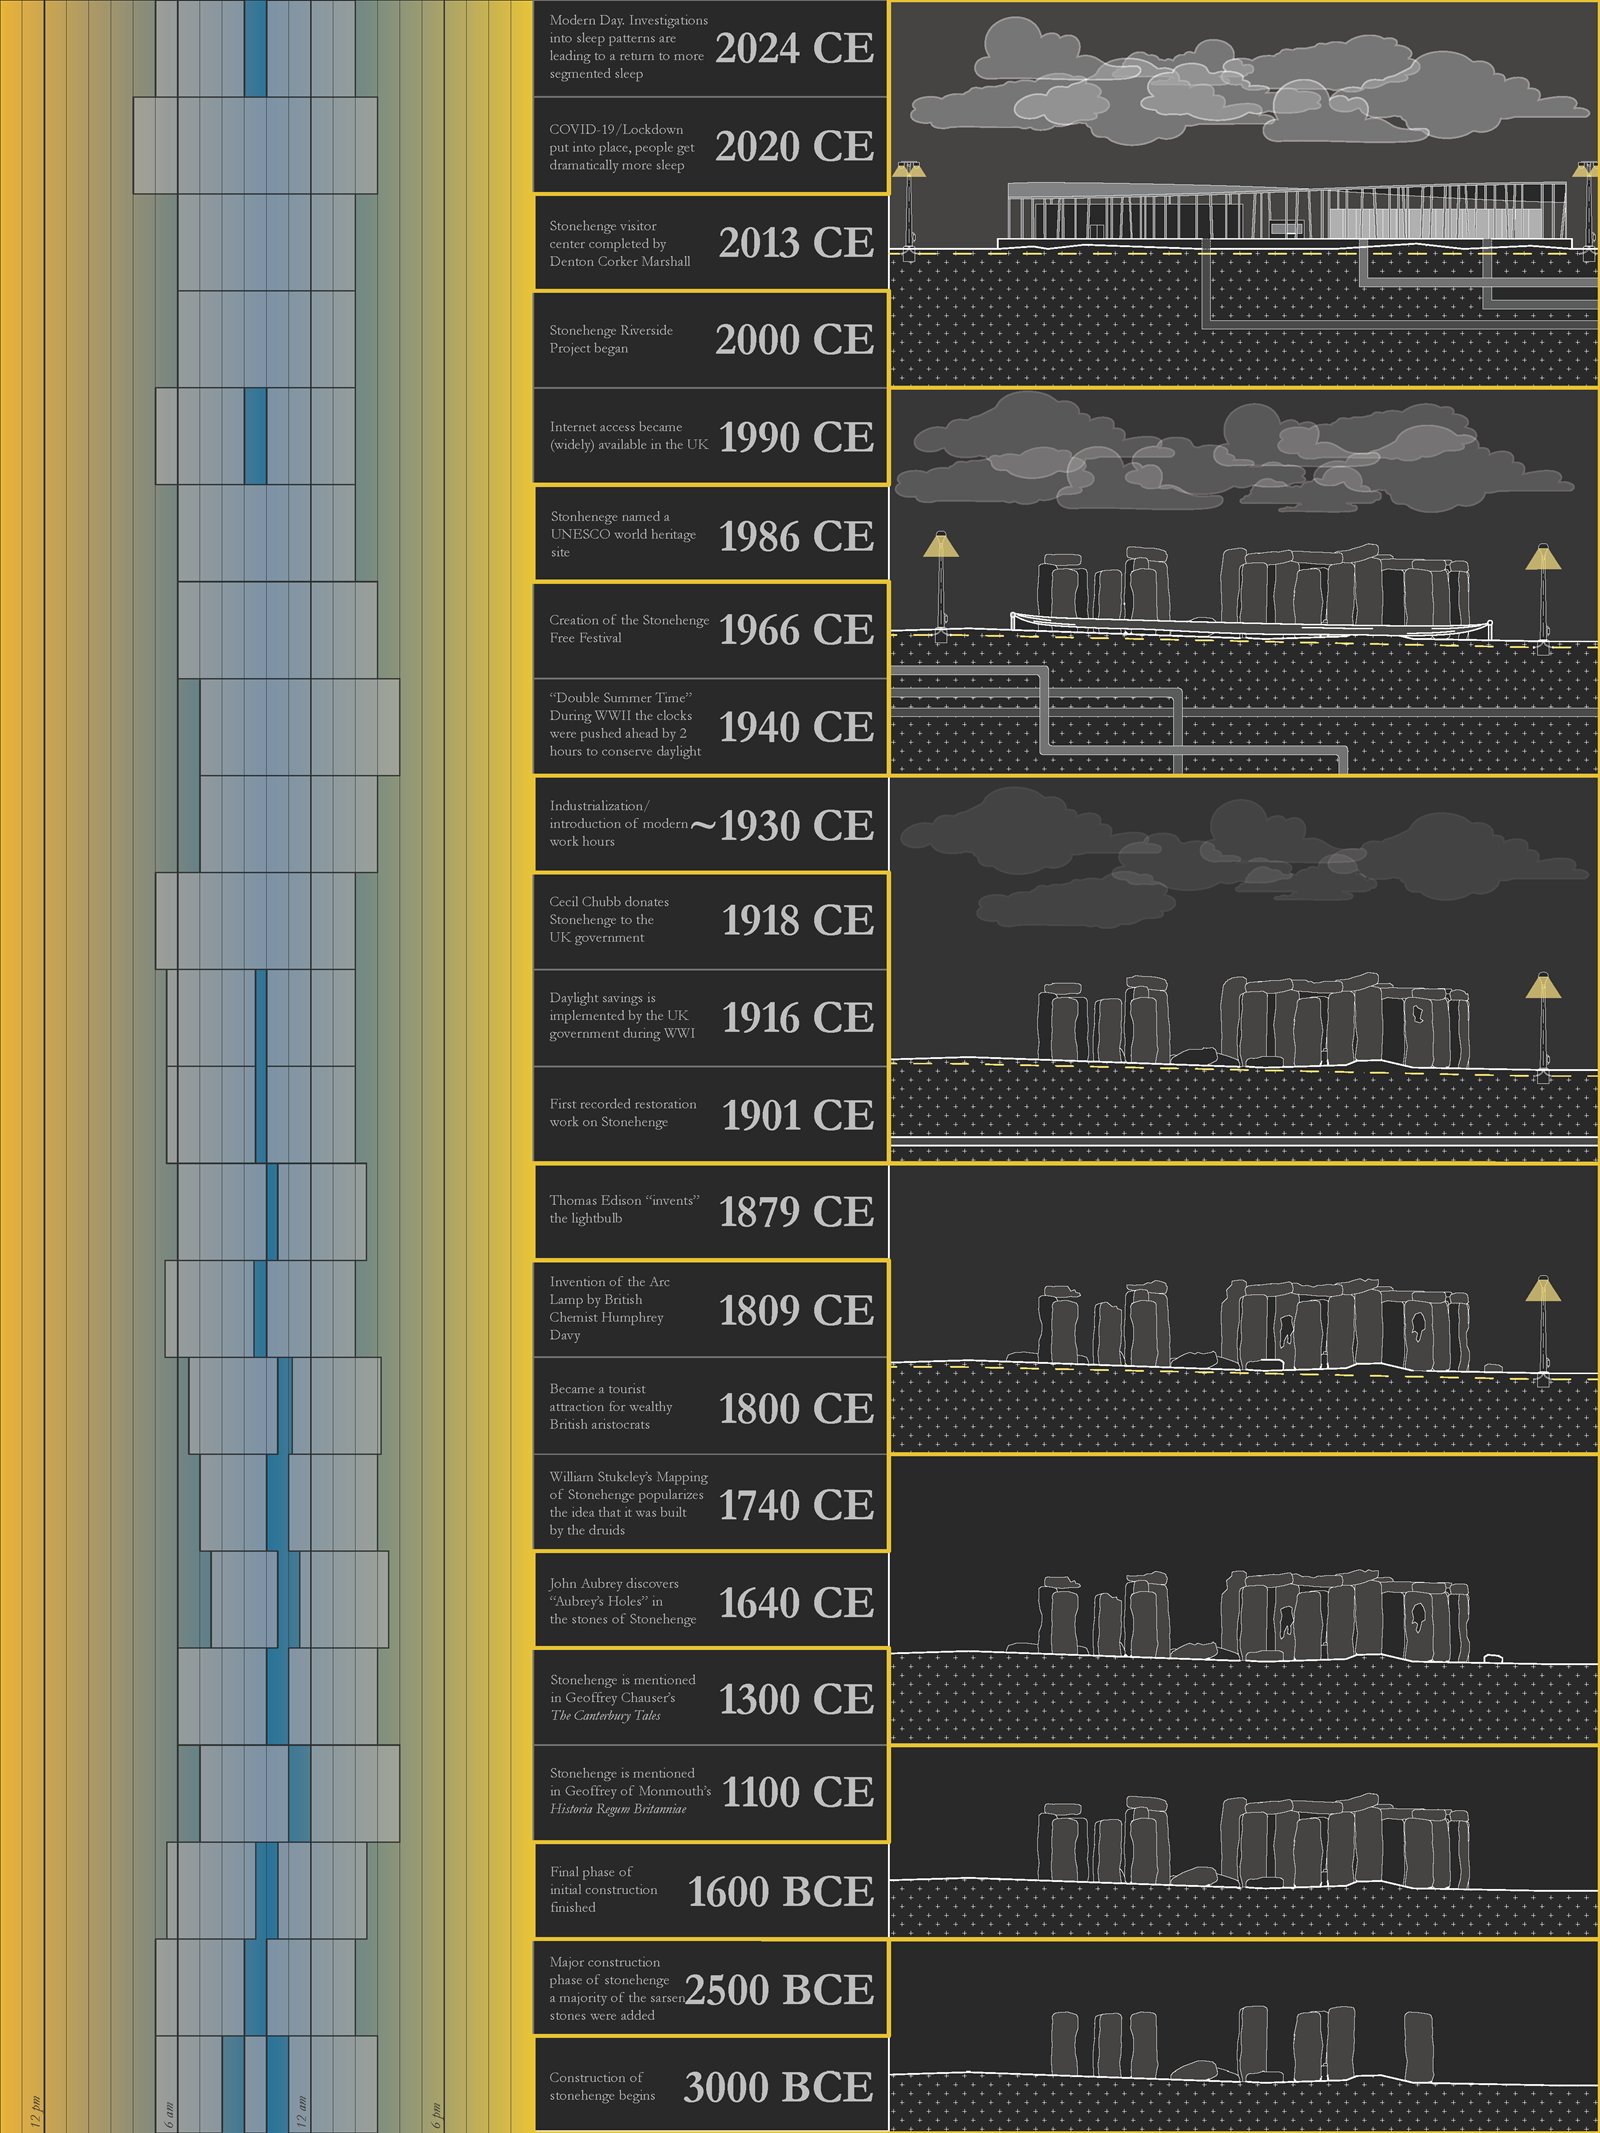 Modern Day. Investigations
into sleep patterns are
leading to a return to more
segmented sleep
2024 CE
COVID-19/Lockdown
put into place, people get
dramatically more sleep
2020 CE
Stonehenge visitor
center completed by
Denton Corker Marshall
2013 CE
Stonehenge Riverside
Project began
2000 CE
Internet access became
(widely) available in the UK
1990 CE
Stonhenege named a
UNESCO world heritage
site
1986 CE
Creation of the Stonehenge
Free Festival
1966 CE
“Double Summer Time”
During WWII the clocks
were pushed ahead by 2
hours to conserve daylight
1940 CE
Industrialization/
introduction of modern
work hours
~1930 CE
Cecil Chubb donates
Stonehenge to the
UK government
1918 CE
Daylight savings is
implemented by the UK
government during WWI
1916 CE
First recorded restoration
work on Stonehenge
1901 CE
Thomas Edison “invents”
the lightbulb
1879 CE
Invention of the Arc
Lamp by British
Chemist Humphrey
Davy
1809 CE
Became a tourist
attraction for wealthy
British aristocrats
1800 CE
William Stukeley’s Mapping
of Stonehenge popularizes
the idea that it was built
by the druids
1740 CE
John Aubrey discovers
“Aubrey’s Holes” in
the stones of Stonehenge
1640 CE
Stonehenge is mentioned
in Geoffrey Chauser’s
The Canterbury Tales
1300 CE
Stonehenge is mentioned
in Geoffrey of Monmouth’s
Historia Regum Britanniae
1100 CE
Final phase of
initial construction
finished
1600 BCE
Major construction
phase of stonehenge
a majority of the sarsen
stones were added
2500 BCE
Construction of
stonehenge begins
3000 BCE
12 pm
6 am
12 am
6 pm